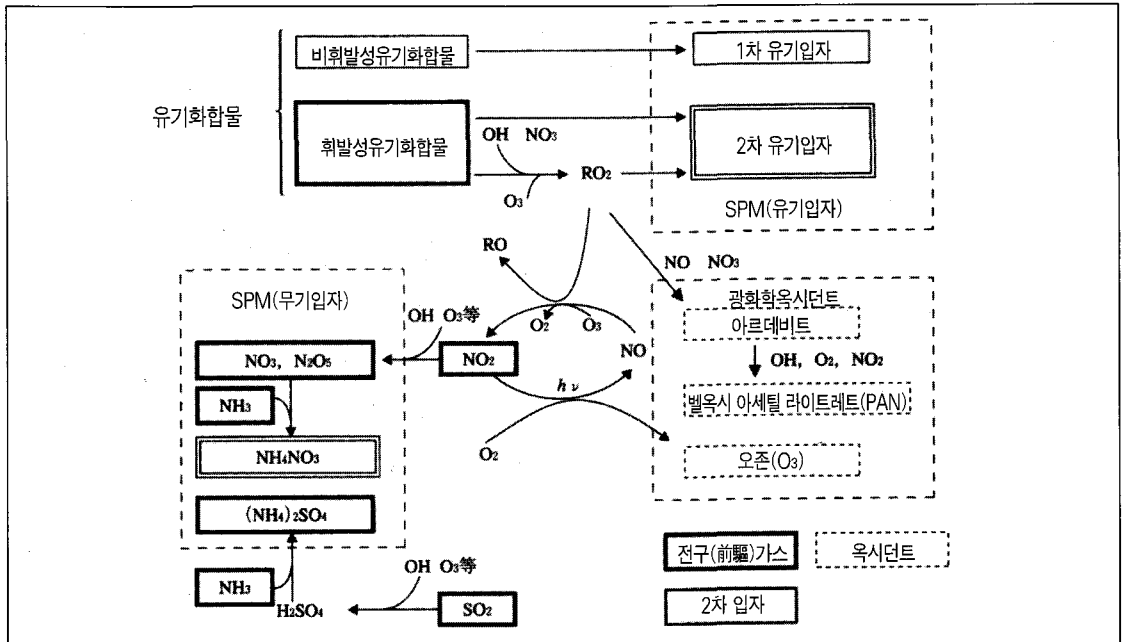 비휘발성유기화합물
1차 유기입자
유기화합물
휘발성유기화합물
OH NO₃
O₃
RO₂
2차 유기입자
SPM(유기입자)
RO
NO NO₃
SPM(무기입자)
광화학옥시던트
아르데비트
OH O₃等
O₂
O₃
NO₃, N₂O₅
NO₂
NO
OH, O₂, NO₂
NH₃
hν
벨옥시 아세틸 라이트레트(PAN)
NH₄NO₃
O₂
오존(O₃)
(NH₄)₂SO₄
전구(前驅)가스
옥시던트
NH₃
OH O₃等
H₂SO₄
SO₂
2차 입자